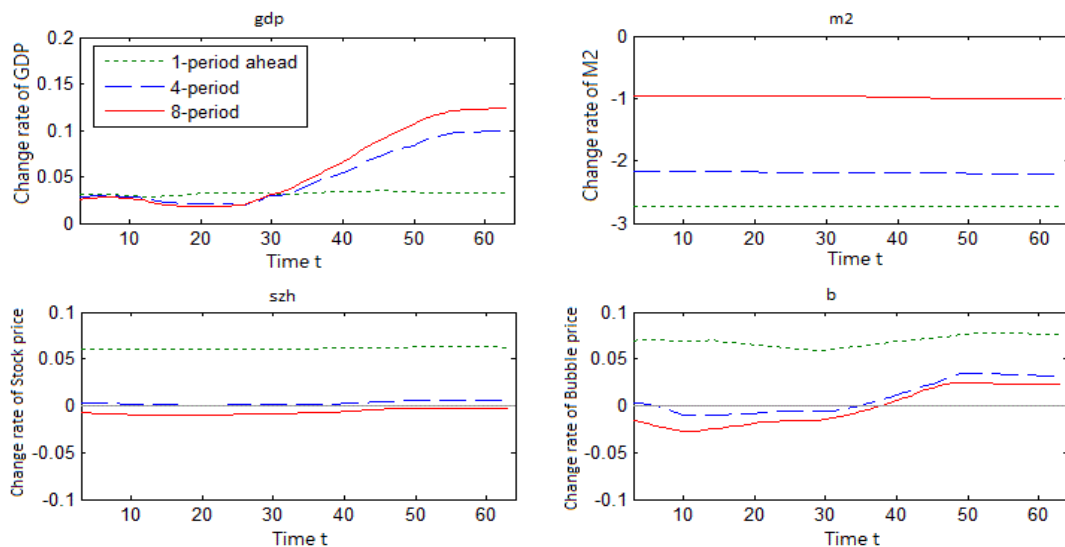 gdp
Change rate of GDP
0.2
0.15
0.1
0.05
0
1-period ahead
4-period
8-period
10 20 30 40 50 60
Time t
m2
Change rate of M2
0
-1
-2
-3
10 20 30 40 50 60
Time t
szh
Change rate of Stock price
0.1
0.05
0
-0.05
-0.1
10 20 30 40 50 60
Time t
b
Change rate of Bubble price
0.1
0.05
0
-0.05
-0.1
10 20 30 40 50 60
Time t